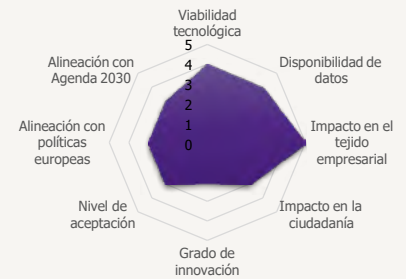 Viabilidad
tecnológica
Disponibilidad de
datos
Impacto en el
tejido
empresarial
Impacto en la
ciudadanía
Grado de
innovación
Nivel de
aceptación
Alineación con
políticas
europeas
Alineación con
Agenda 2030
5
4
3
2
1
0